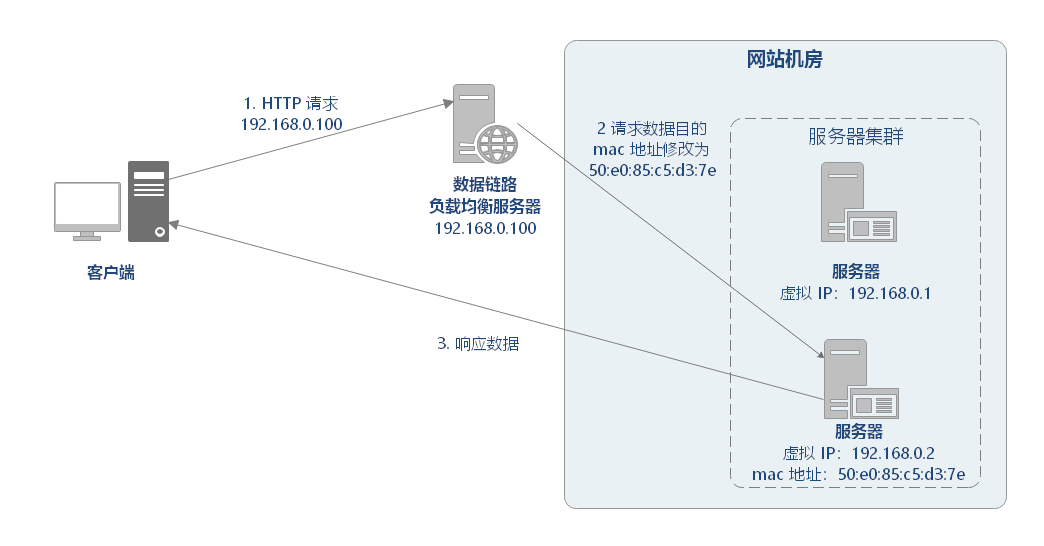 网站机房
1. HTTP 请求
192.168.0.100
2 请求数据目的
mac 地址修改为
50:e0:85:c5:d3:7e
服务器集群
数据链路
负载均衡服务器
192.168.0.100
客户端
服务器
虚拟 IP：192.168.0.1
3. 响应数据
服务器
虚拟 IP：192.168.0.2
mac 地址：50:e0:85:c5:d3:7e